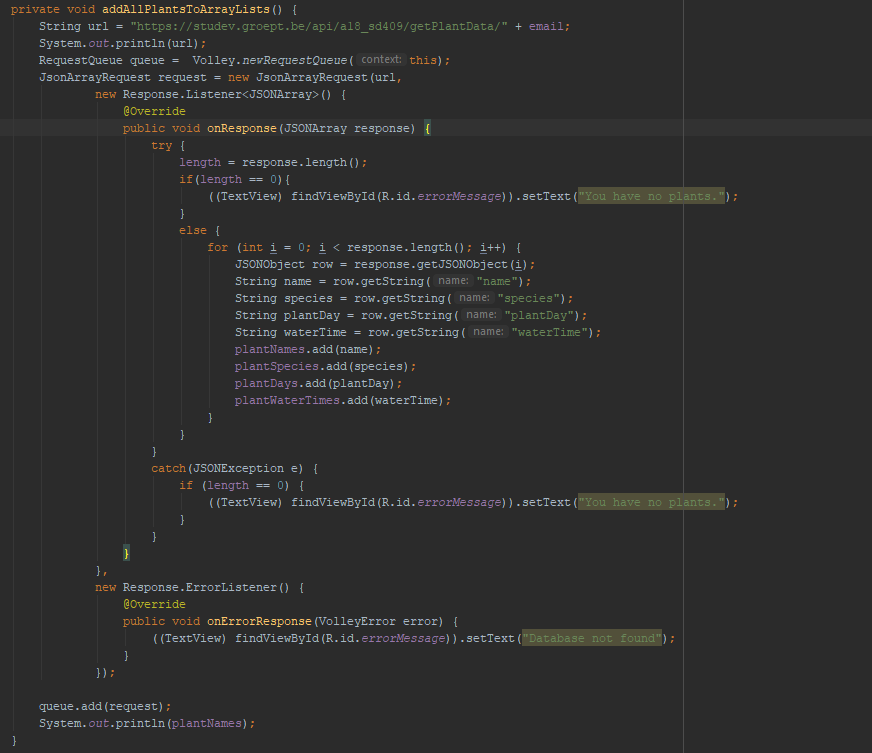 private void addAllPlantsToArrayLists() {
String url = "https://studev.groept.be/api/a18_sd409/getPlantData/" + email;
System.out.println(url);
RequestQueue queue =  Volley.newRequestQueue( context: this);
JsonArrayRequest request = new JsonArrayRequest(url,
new Response.Listener<JSONArray>() {
@Override
public void onResponse(JSONArray response) {
try {
length = response.length();
if(length == 0){
((TextView) findViewById(R.id.errorMessage)).setText("You have no plants.");
}
else {
for (int i = 0; i < response.length(); i++) {
JSONObject row = response.getJSONObject(i);
String name = row.getString( name: "name");
String species = row.getString( name: "species");
String plantDay = row.getString( name: "plantDay");
String waterTime = row.getString( name: "waterTime");
plantNames.add(name);
plantSpecies.add(species);
plantDays.add(plantDay);
plantWaterTimes.add(waterTime);
}
}
}
catch(JSONException e) {
if (length == 0) {
((TextView) findViewById(R.id.errorMessage)).setText("You have no plants.");
}
}
}
},
new Response.ErrorListener() {
@Override
public void onErrorResponse(VolleyError error) {
((TextView) findViewById(R.id.errorMessage)).setText("Database not found");
}
});
queue.add(request);
System.out.println(plantNames);
}